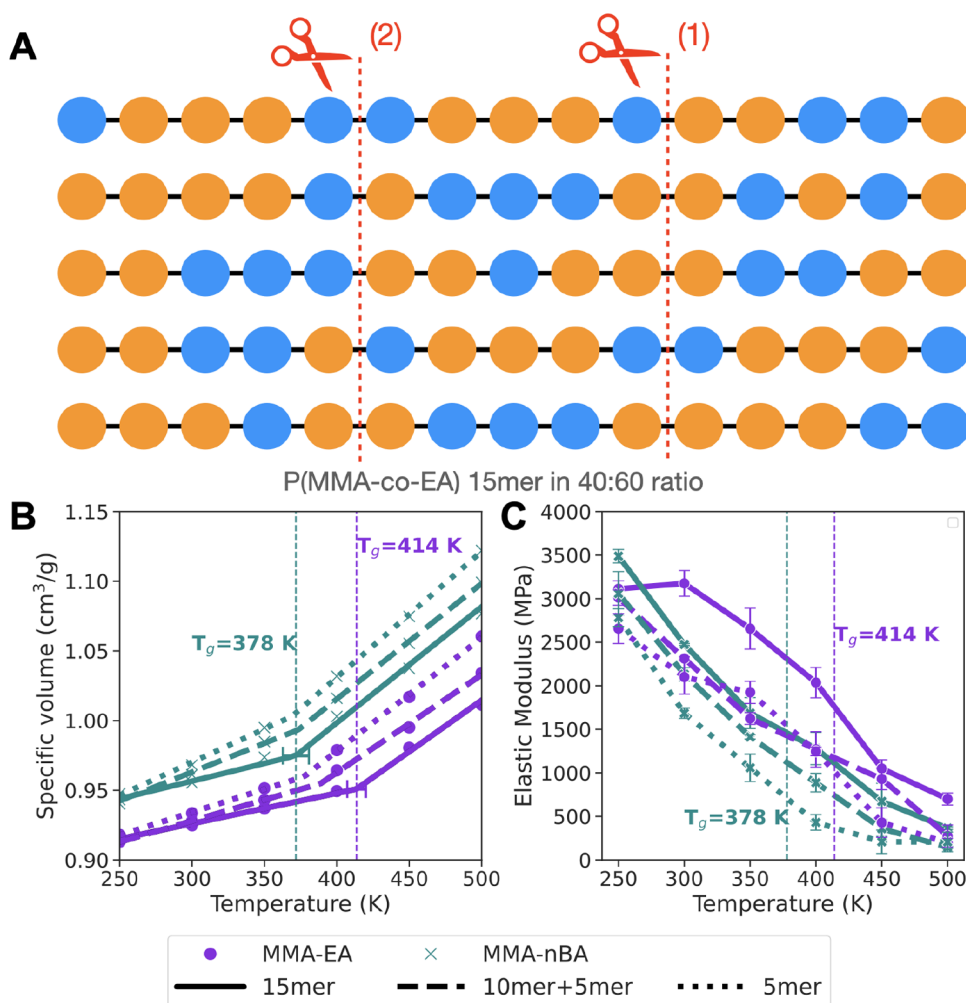 A
(2)
(1)
P(MMA-co-EA) 15mer in 40:60 ratio
B
1.15
1.10
1.05
1.00
0.95
0.90
Specific volume (cm³/g)
T_g=414 K
T_g=378 K
250 300 350 400 450 500
Temperature (K)
C
4000
3500
3000
2500
2000
1500
1000
500
0
Elastic Modulus (MPa)
T_g=414 K
T_g=378 K
250 300 350 400 450 500
Temperature (K)
MMA-EA MMA-nBA
15mer 10mer+5mer 5mer